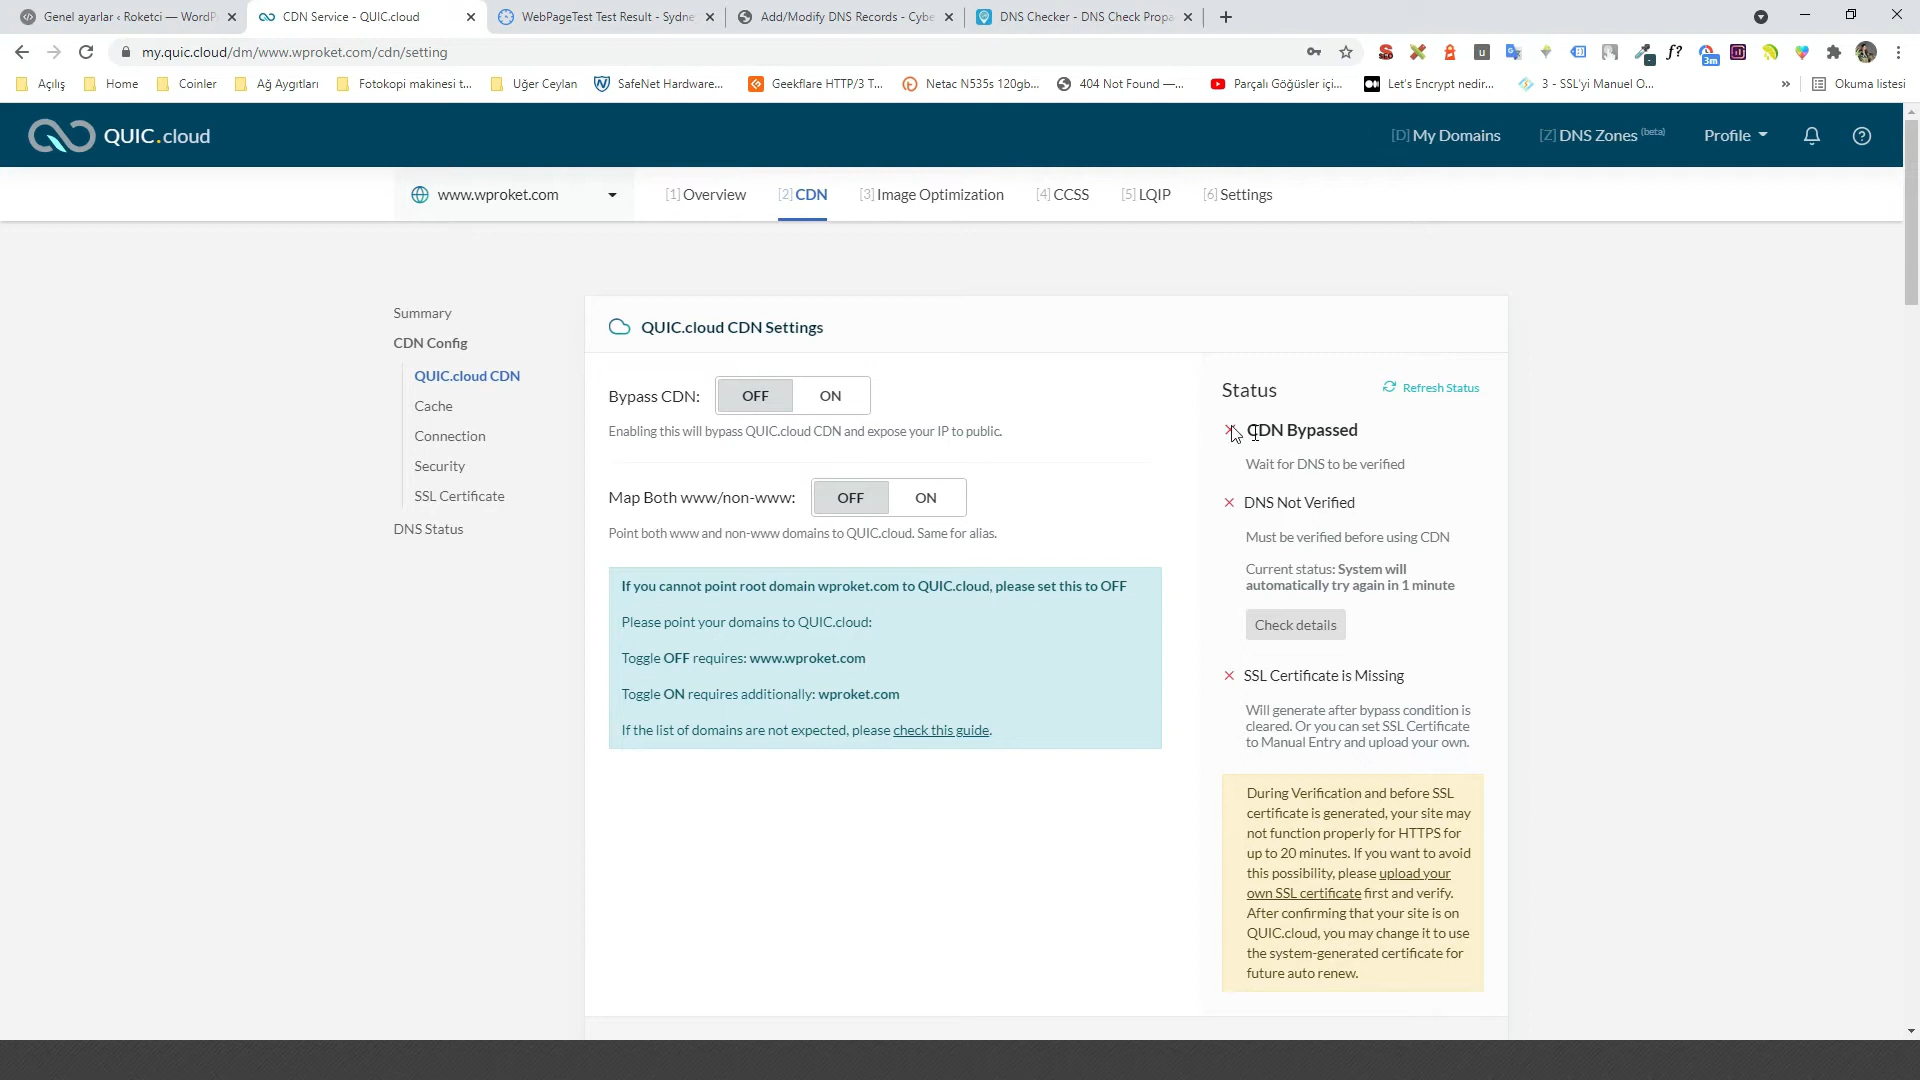 Genel ayarlar ‹ Roketci — WordP
CDN Service - QUIC.cloud
WebPageTest Test Result - Sydne
Add/Modify DNS Records - Cybe
DNS Checker - DNS Check Propa
my.quic.cloud/dm/www.wproket.com/cdn/setting
3m
Açılış
Home
Coinler
Ağ Aygıtları
Fotokopi makinesi t...
Uğer Ceylan
SafeNet Hardware...
Geekflare HTTP/3 T...
Netac N535s 120gb...
404 Not Found —...
Parçalı Göğüsler içi...
Let's Encrypt nedir...
3 - SSL'yi Manuel O...
»
Okuma listesi
QUIC.cloud
[D] My Domains
[Z] DNS Zones (beta)
Profile
www.wproket.com
[1] Overview
[2] CDN
[3] Image Optimization
[4] CCSS
[5] LQIP
[6] Settings
Summary
CDN Config
QUIC.cloud CDN
Cache
Connection
Security
SSL Certificate
DNS Status
QUIC.cloud CDN Settings
Bypass CDN: OFF ON
Enabling this will bypass QUIC.cloud CDN and expose your IP to public.
Map Both www/non-www: OFF ON
Point both www and non-www domains to QUIC.cloud. Same for alias.
If you cannot point root domain wproket.com to QUIC.cloud, please set this to OFF
Please point your domains to QUIC.cloud:
Toggle OFF requires: www.wproket.com
Toggle ON requires additionally: wproket.com
If the list of domains are not expected, please check this guide.
Status
Refresh Status
CDN Bypassed
Wait for DNS to be verified
DNS Not Verified
Must be verified before using CDN
Current status: System will
automatically try again in 1 minute
Check details
SSL Certificate is Missing
Will generate after bypass condition is
cleared. Or you can set SSL Certificate
to Manual Entry and upload your own.
During Verification and before SSL
certificate is generated, your site may
not function properly for HTTPS for
up to 20 minutes. If you want to avoid
this possibility, please upload your
own SSL certificate first and verify.
After confirming that your site is on
QUIC.cloud, you may change it to use
the system-generated certificate for
future auto renew.